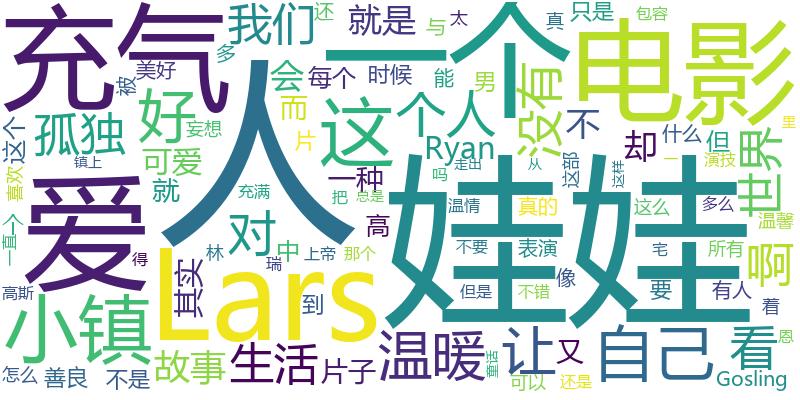 充气
人
一个
电影
娃娃
爱
Lars
我们
就是
还
与
太
真
只是
包容
多
美好
被
会
每个
时候
能
男
没有
这个
孤独
妄想
好
而
片
这
个人
不
却
什么
但
世界
镇上
可爱
Ryan
里
一
演技
喜欢
就
一种
这部
从
走出
吗
这样
充满
把
总是
温情
真的
这么
多么
温馨
一直
一个
对
中
高
林
上帝
那个
不要
表演
宅
所有
啊
得
瑞
其实
到
但是
不错
像
要
有人
着
高斯
小镇
恩
怎么
善良
不是
故事
生活
片子
温暖
童话
让
又
自己
看
可以
还是
Gosling